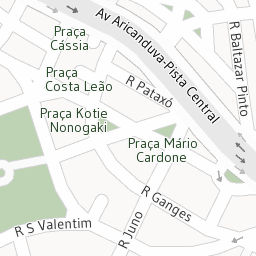 Praça
Cássia
Av Aricanduva-Pista Central
R Baltazar Pinto
Praça
Costa Leão
R Pataxó
Praça Kotie
Nonogaki
Praça Mário
Cardone
R Ganges
R S Valentim
R Juno